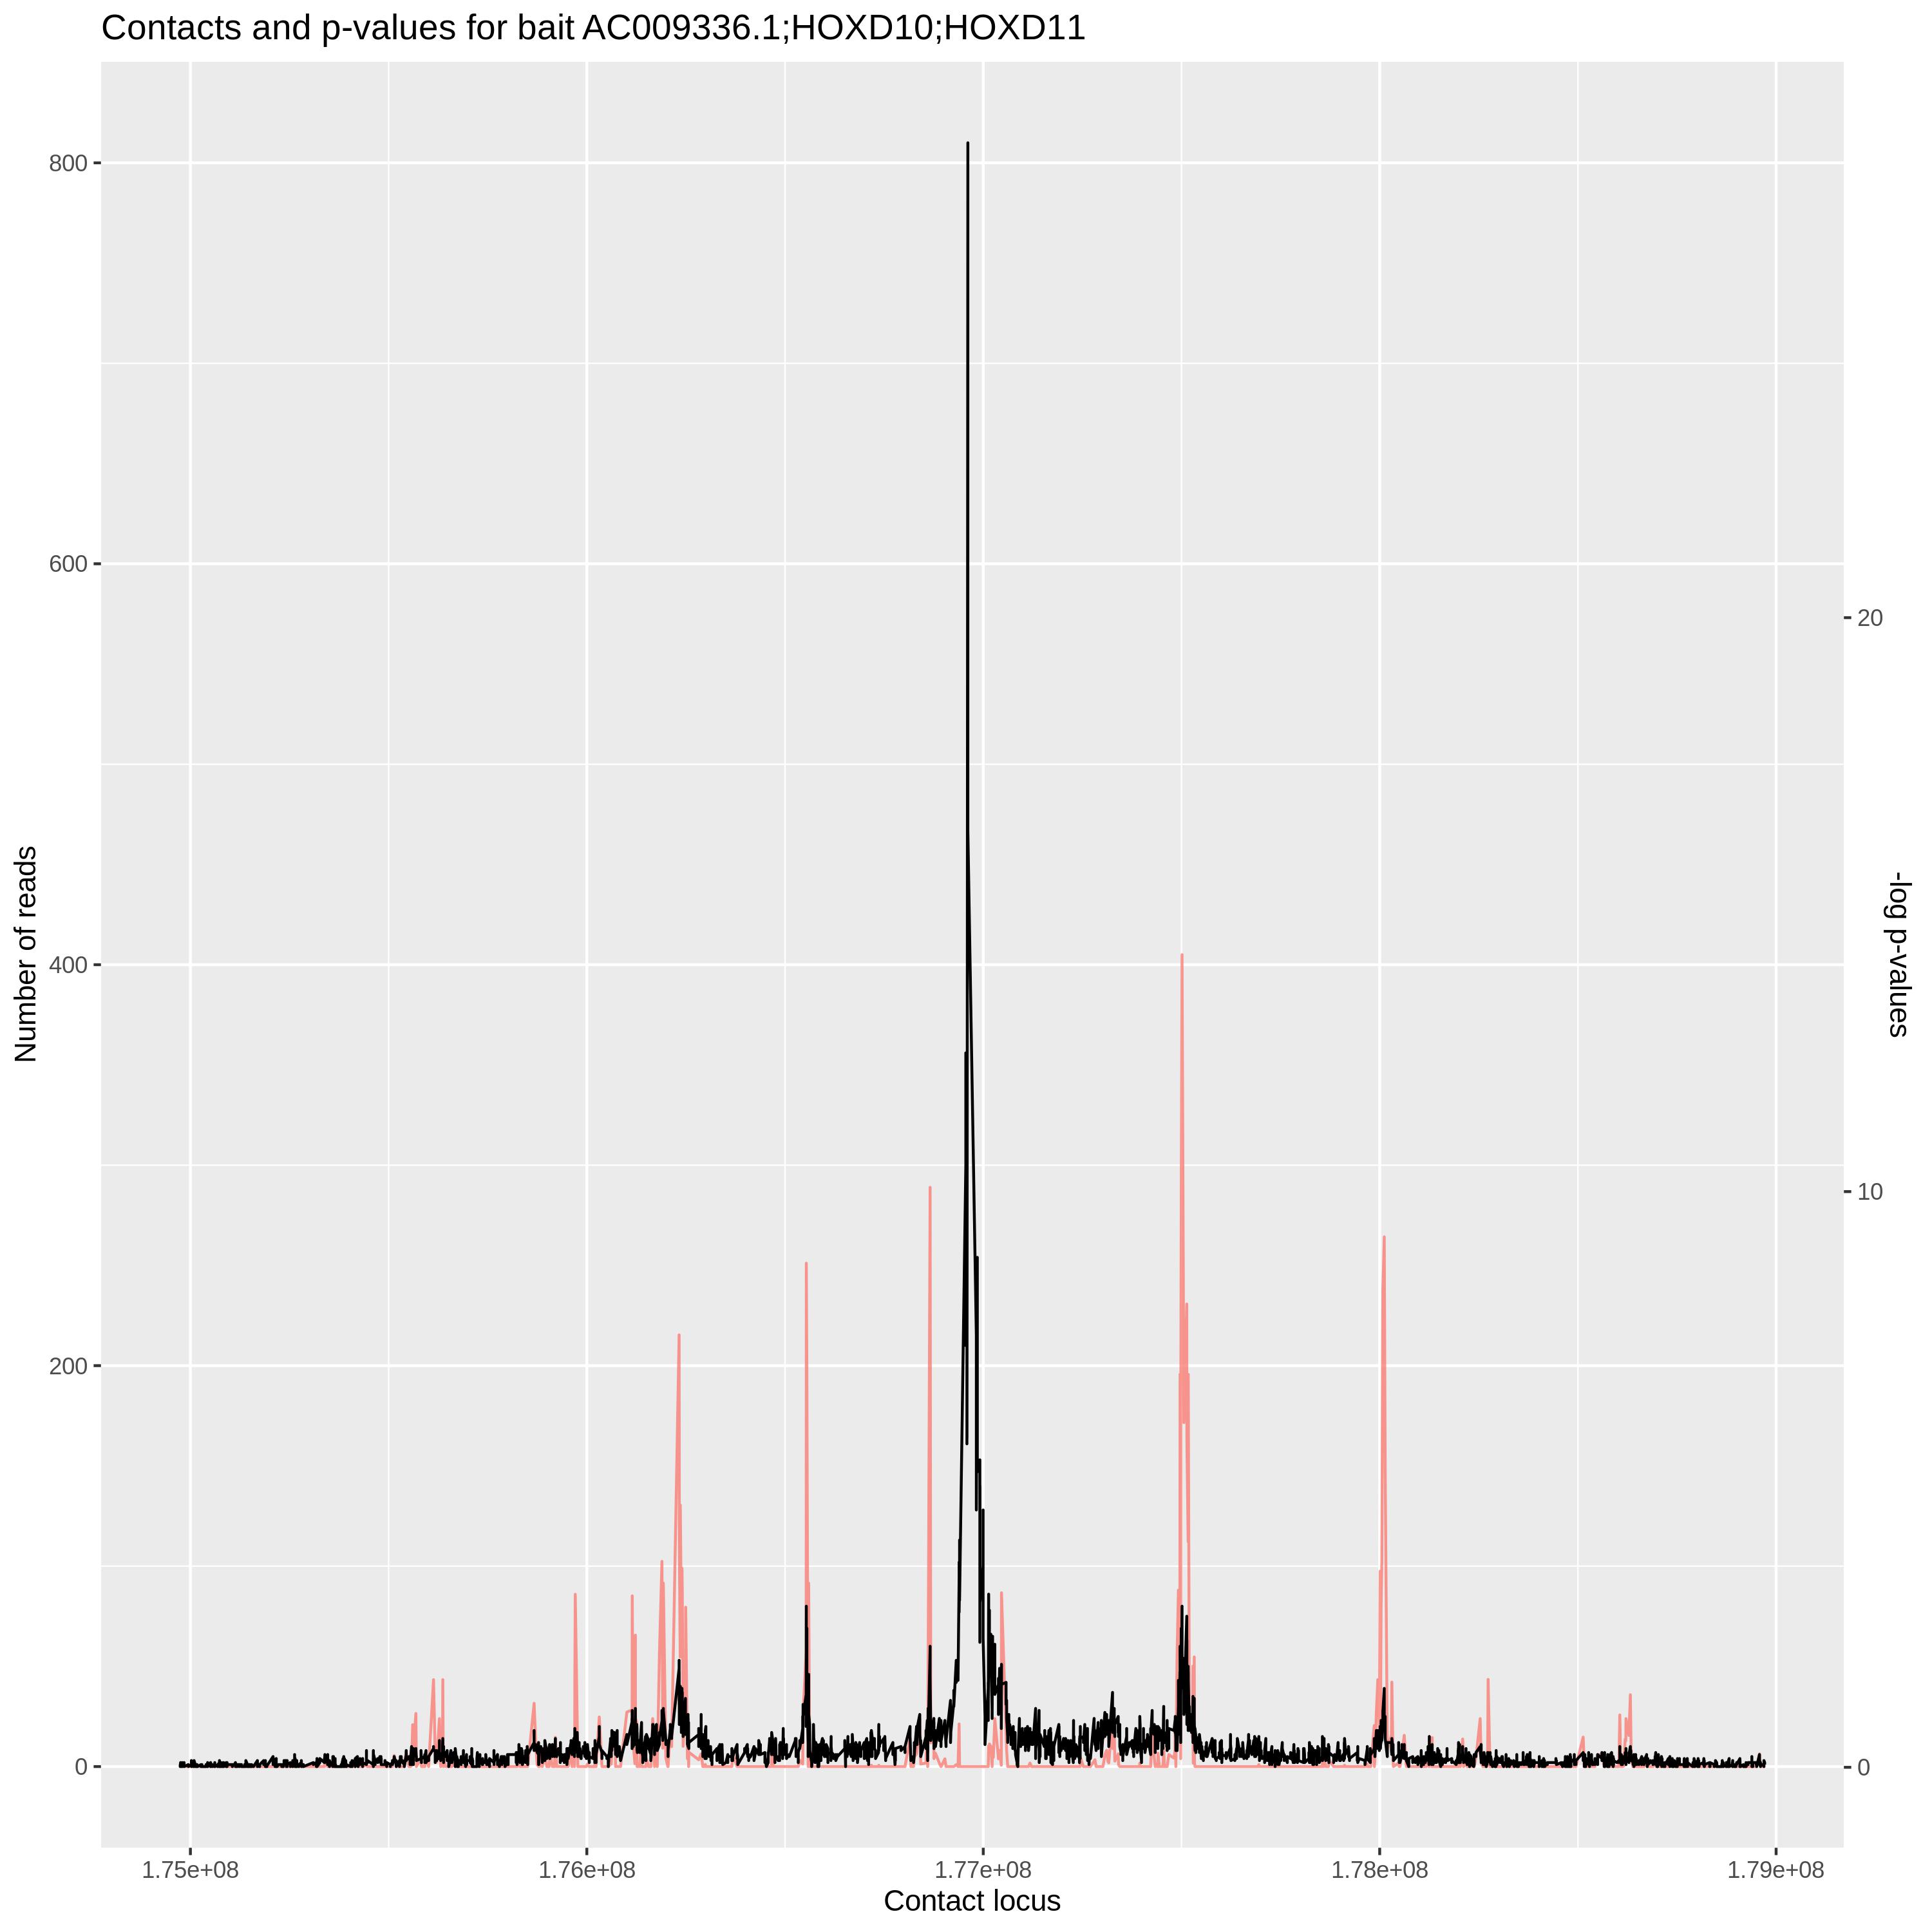 Contacts and p-values for bait AC009336.1;HOXD10;HOXD11
800
600
400
200
0
Number of reads
20
10
0
-log p-values
1.75e+08 1.76e+08 1.77e+08 1.78e+08 1.79e+08
Contact locus